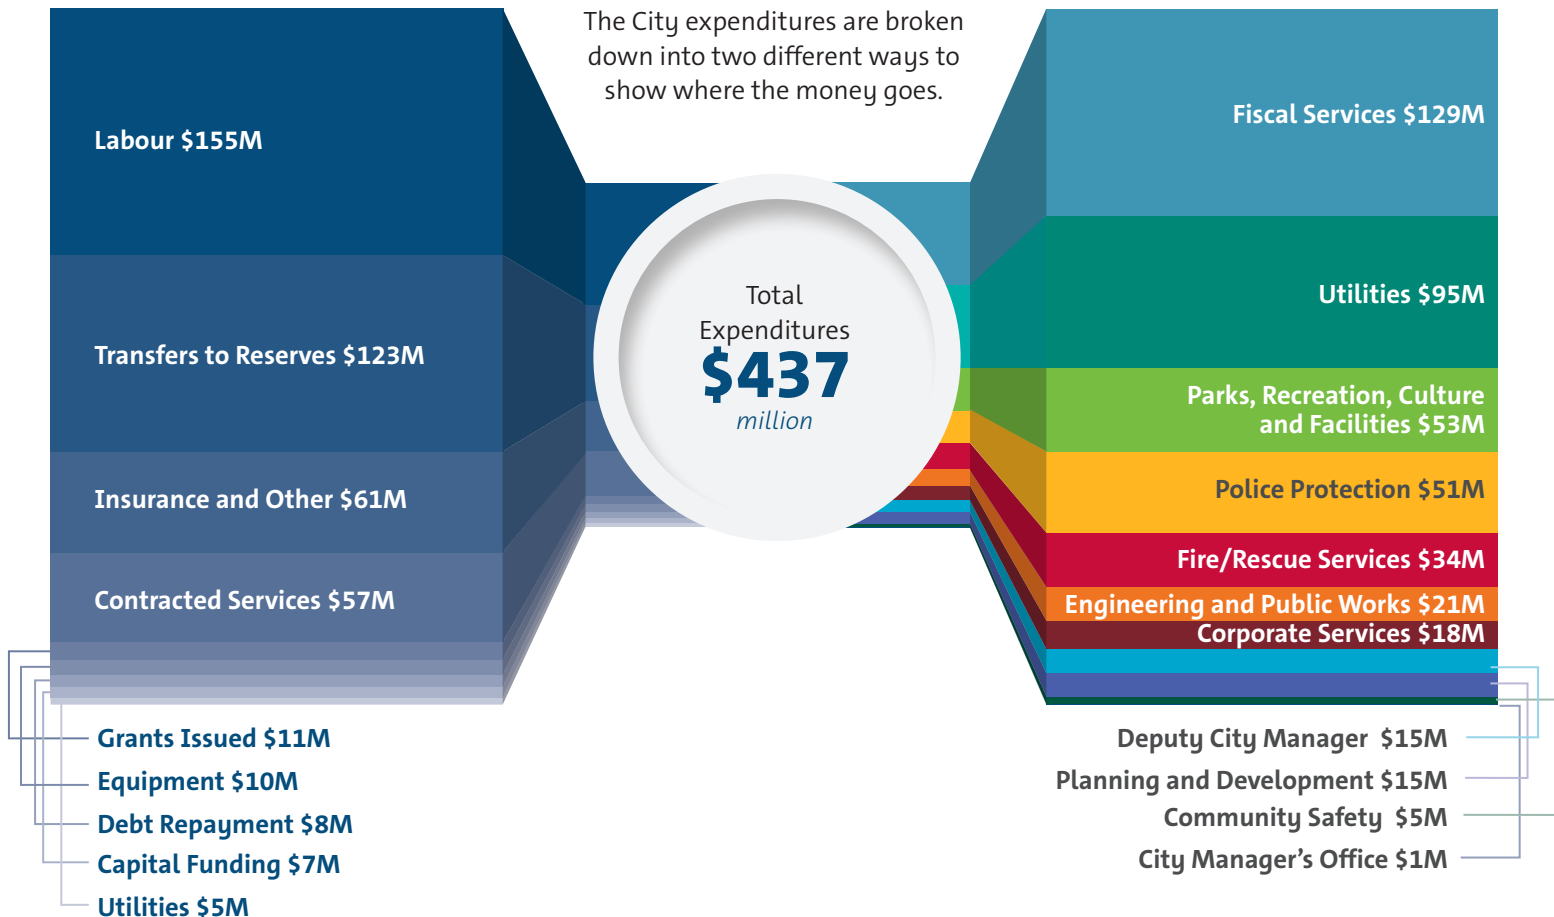 The City expenditures are broken
down into two different ways to
show where the money goes.
Labour $155M
Transfers to Reserves $123M
Insurance and Other $61M
Contracted Services $57M
Grants Issued $11M
Equipment $10M
Debt Repayment $8M
Capital Funding $7M
Utilities $5M
Total
Expenditures
$437
million
Fiscal Services $129M
Utilities $95M
Parks, Recreation, Culture
and Facilities $53M
Police Protection $51M
Fire/Rescue Services $34M
Engineering and Public Works $21M
Corporate Services $18M
Deputy City Manager $15M
Planning and Development $15M
Community Safety $5M
City Manager’s Office $1M